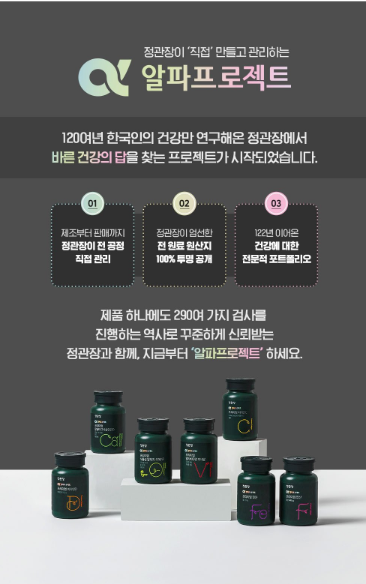 정관장이 '직접' 만들고 관리하는
알파프로젝트
120여년 한국인의 건강만 연구해온 정관장에서
바른 건강의 답을 찾는 프로젝트가 시작되었습니다.
01
제조부터 판매까지
정관장이 전 공정
직접 관리
02
정관장이 엄선한
전 원료 원산지
100% 투명 공개
03
122년 이어온
건강에 대한
전문적 포트폴리오
제품 하나에도 290여 가지 검사를
진행하는 역사로 꾸준하게 신뢰받는
정관장과 함께, 지금부터 '알파프로젝트' 하세요.